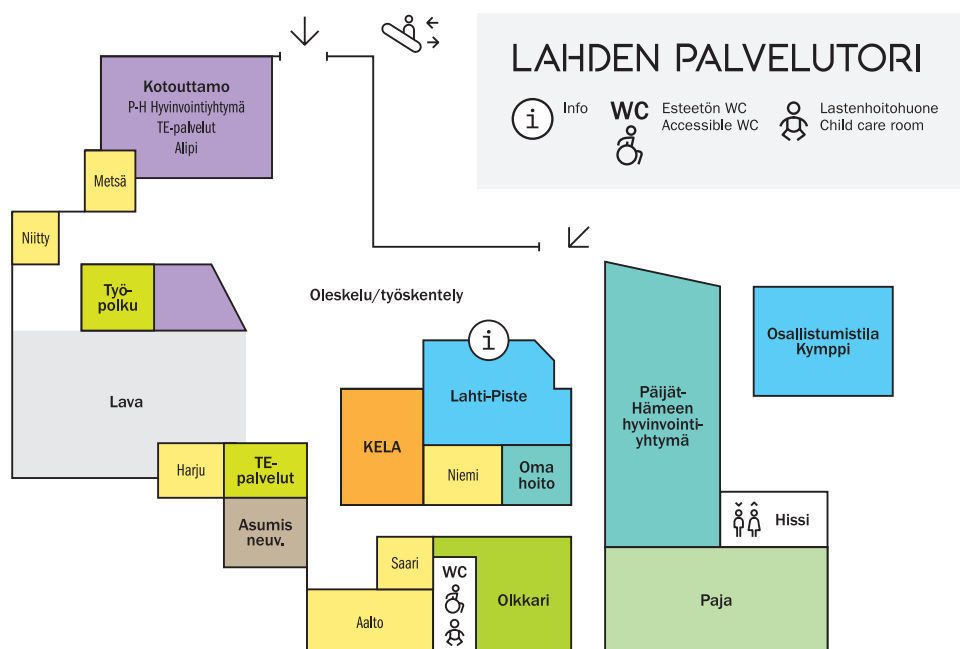 LAHDEN PALVELUTORI
i
Info
WC
Esteetön WC
Accessible WC
Lastenhoitohuone
Child care room
Kotouttamo
P-H Hyvinvointiyhtymä
TE-palvelut
Alipi
Metsä
Niitty
Työ-
polku
Oleskelu/työskentely
Lava
i
Lahti-Piste
KELA
Niemi
Oma
hoito
Päijät-
Hämeen
hyvinvointi-
yhtymä
Osallistumistila
Kymppi
Harju
TE-
palvelut
Asumis
neuv.
Hissi
Saari
WC
Olkkari
Aalto
Paja